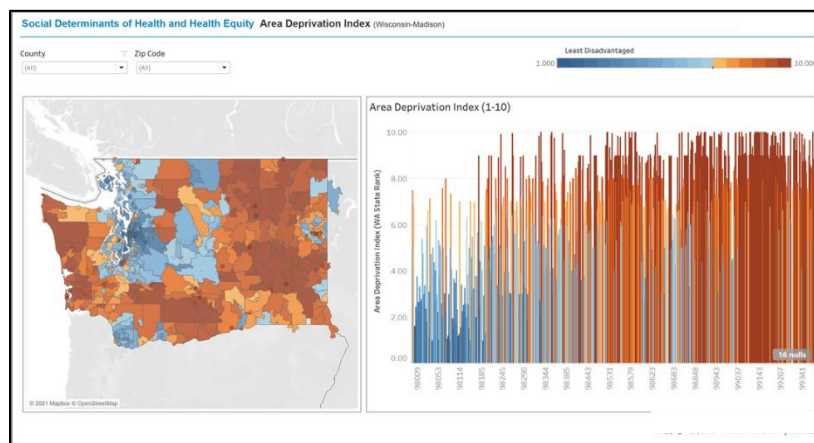 Social Determinants of Health and Health Equity Area Deprivation Index (Wisconsin-Madison)
County
Zip Code
(All)
(All)
Least Disadvantaged
1.000
10.000
Area Deprivation Index (1-10)
Area Deprivation Index (WA State Rank)
10.00
8.00
6.00
4.00
2.00
0.00
16 nulls
98009
98053
98114
98185
98245
98290
98344
98385
98443
98531
98579
98623
98683
98848
98943
99037
99143
99207
99341
© 2021 Mapbox © OpenStreetMap